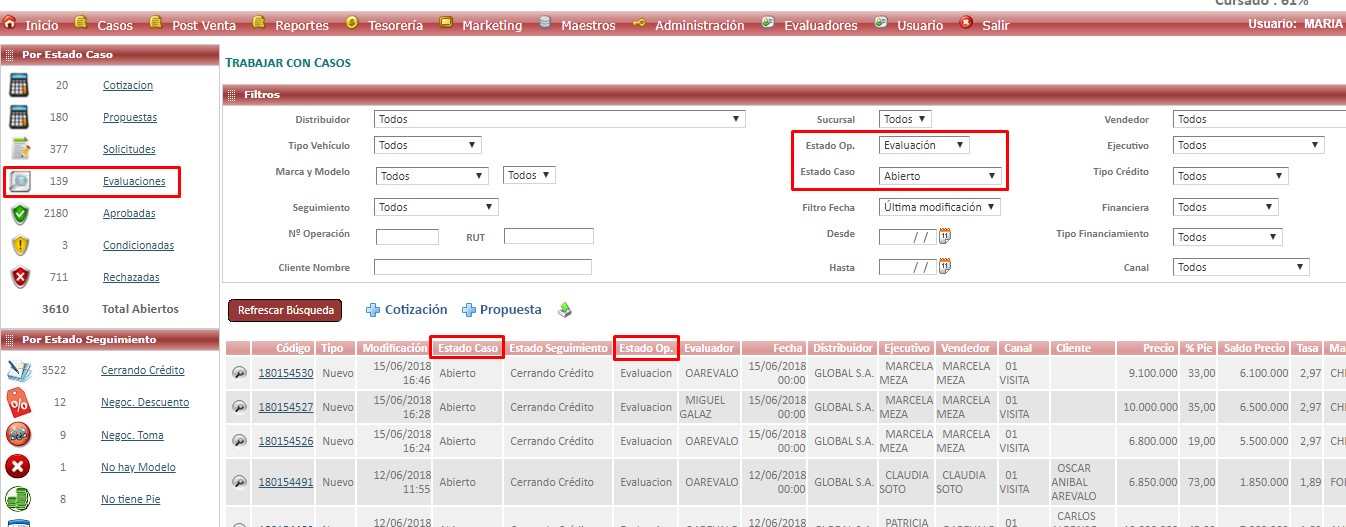 Cursado : 61%
Inicio Casos Post Venta Reportes Tesorería Marketing Maestros Administración Evaluadores Usuario Salir Usuario: MARIA
Por Estado Caso
20 Cotizacion
180 Propuestas
377 Solicitudes
139 Evaluaciones
2180 Aprobadas
3 Condicionadas
711 Rechazadas
3610 Total Abiertos
Por Estado Seguimiento
3522 Cerrando Crédito
12 Negoc. Descuento
9 Negoc. Toma
1 No hay Modelo
8 No tiene Pie
TRABAJAR CON CASOS
Filtros
Distribuidor Todos Sucursal Todos Vendedor Todos
Tipo Vehículo Todos Estado Op. Evaluación Ejecutivo Todos
Marca y Modelo Todos Todos Estado Caso Abierto Tipo Crédito Todos
Seguimiento Todos Filtro Fecha Última modificación Financiera Todos
Nº Operación RUT Desde / / Tipo Financiamiento Todos
Cliente Nombre Hasta / / Canal Todos
Refrescar Búsqueda Cotización Propuesta
Código Tipo Modificación Estado Caso Estado Seguimiento Estado Op. Evaluador Fecha Distribuidor Ejecutivo Vendedor Canal Cliente Precio % Pie Saldo Precio Tasa Ma
180154530 Nuevo 15/06/2018 16:46 Abierto Cerrando Crédito Evaluacion OAREVALO 15/06/2018 00:00 GLOBAL S.A. MARCELA MEZA MARCELA MEZA 01 VISITA 9.100.000 33,00 6.100.000 2,97 CHE
180154527 Nuevo 15/06/2018 16:28 Abierto Cerrando Crédito Evaluacion MIGUEL GALAZ 15/06/2018 00:00 GLOBAL S.A. MARCELA MEZA MARCELA MEZA 01 VISITA 10.000.000 35,00 6.500.000 2,97 CHE
180154526 Nuevo 15/06/2018 16:24 Abierto Cerrando Crédito Evaluacion OAREVALO 15/06/2018 00:00 GLOBAL S.A. MARCELA MEZA MARCELA MEZA 01 VISITA 6.800.000 19,00 5.500.000 2,97 CHE
180154491 Nuevo 12/06/2018 11:55 Abierto Cerrando Crédito Evaluacion OAREVALO 12/06/2018 00:00 GLOBAL S.A. CLAUDIA SOTO CLAUDIA SOTO 01 VISITA OSCAR ANIBAL AREVALO 6.850.000 73,00 1.850.000 1,89 FOR
12/06/2018 12/06/2018 PATRICIA PATRICIA 01 CARLOS